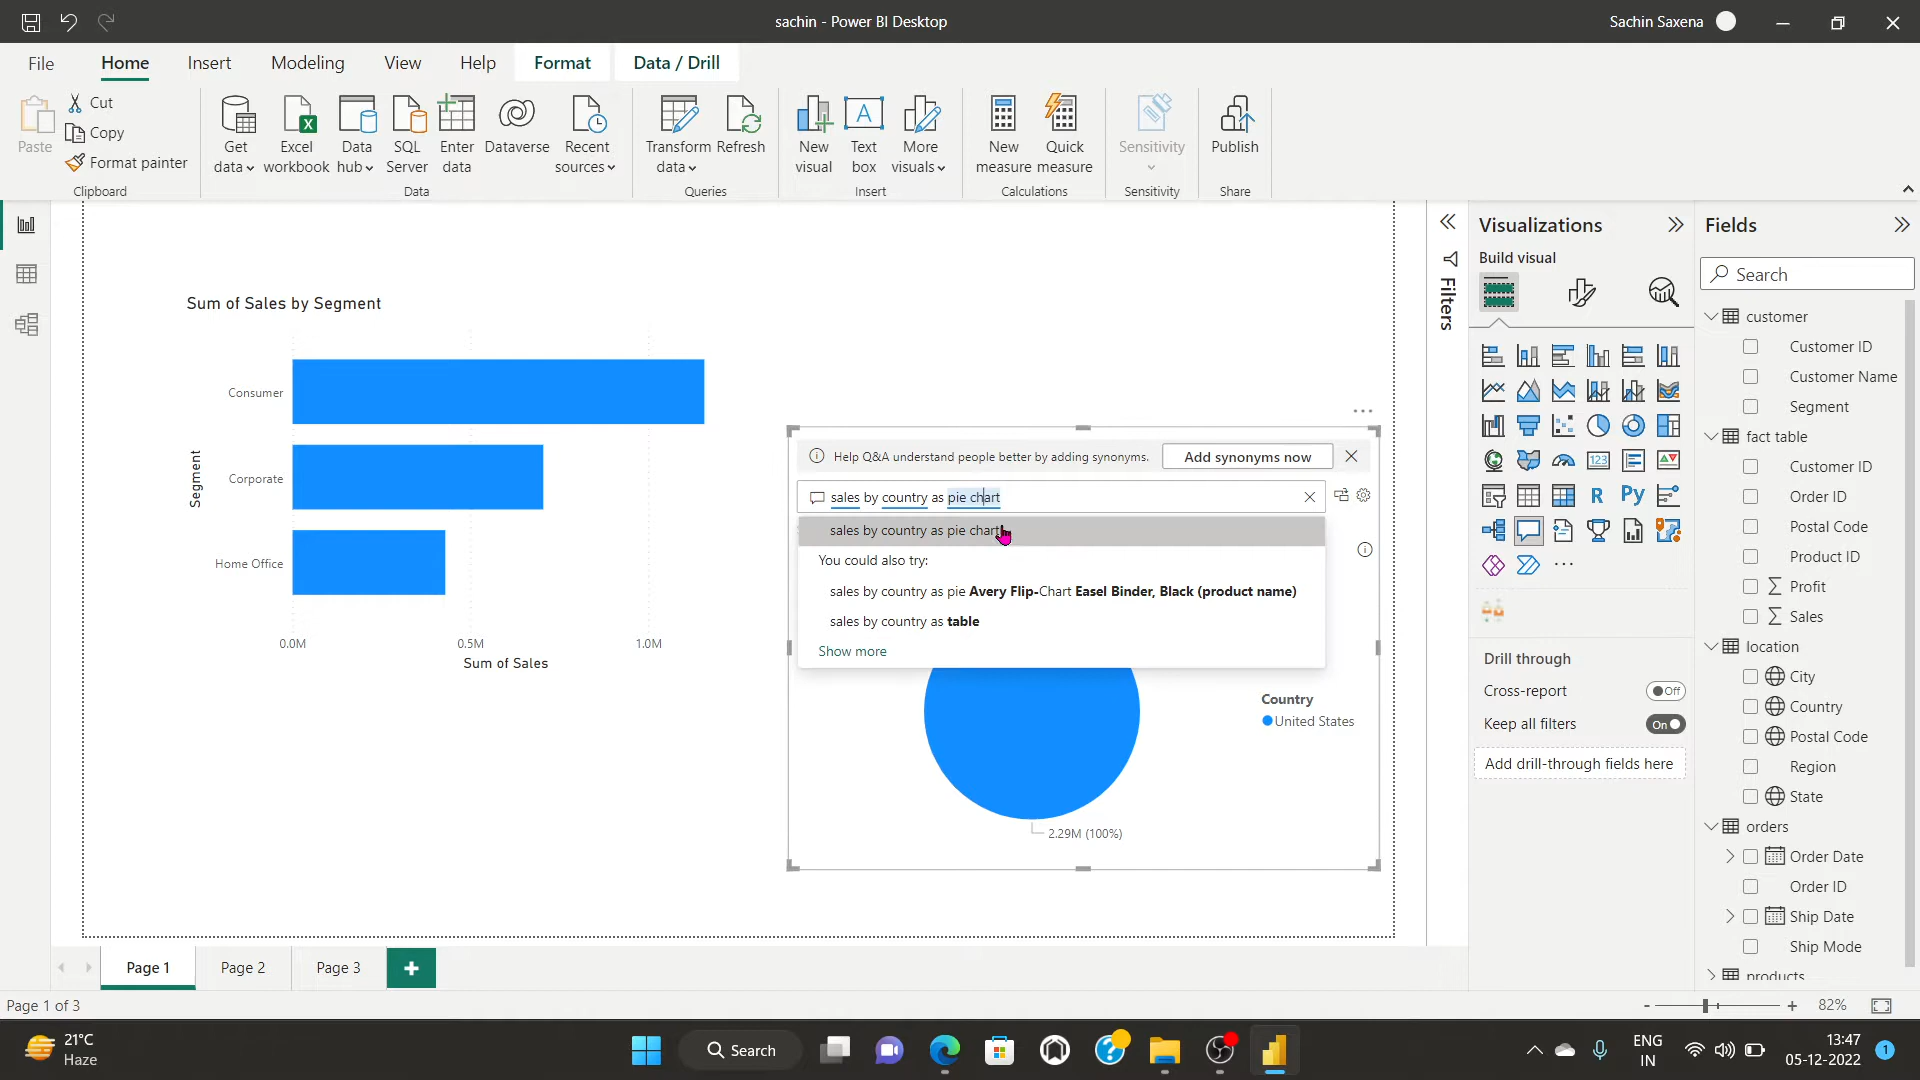 sachin - Power BI Desktop
Sachin Saxena
File
Home
Insert
Modeling
View
Help
Format
Data / Drill
Paste
Cut
Copy
Format painter
Clipboard
Get data
Excel workbook
Data hub
SQL Server
Enter data
Dataverse
Recent sources
Data
Transform data
Refresh
Queries
New visual
Text box
More visuals
Insert
New measure
Quick measure
Calculations
Sensitivity
Sensitivity
Publish
Share
Sum of Sales by Segment
Segment
Consumer
Corporate
Home Office
0.0M
0.5M
1.0M
Sum of Sales
Help Q&A understand people better by adding synonyms.
Add synonyms now
sales by country as pie chart
sales by country as pie chart
You could also try:
sales by country as pie Avery Flip-Chart Easel Binder, Black (product name)
sales by country as table
Show more
Country
United States
2.29M (100%)
Filters
Visualizations
Build visual
123
R
Py
Drill through
Cross-report
Off
Keep all filters
On
Add drill-through fields here
Fields
Search
customer
Customer ID
Customer Name
Segment
fact table
Customer ID
Order ID
Postal Code
Product ID
Profit
Sales
location
City
Country
Postal Code
Region
State
orders
Order Date
Order ID
Ship Date
Ship Mode
products
Page 1
Page 2
Page 3
Page 1 of 3
82%
21°C
Haze
Search
ENG
IN
13:47
05-12-2022
1